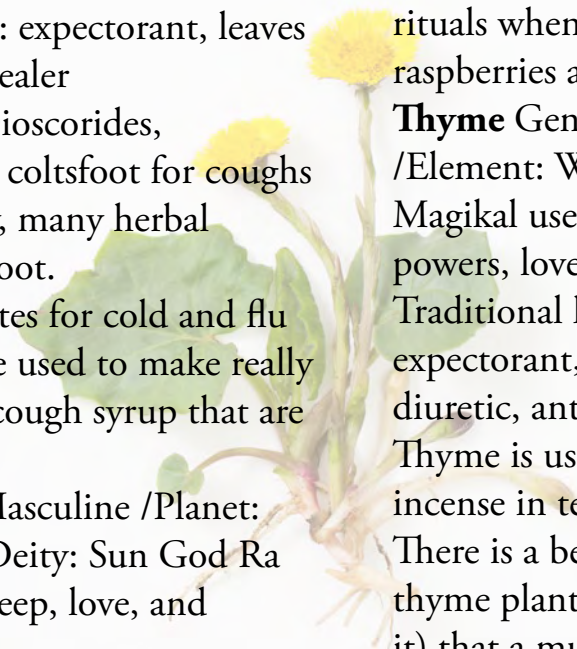 : expectorant, leaves
ealer
ioscorides,
coltsfoot for coughs
, many herbal
oot.
tes for cold and flu
e used to make really
cough syrup that are
Masculine /Planet:
Deity: Sun God Ra
eep, love, and
rituals when
raspberries a
Thyme Gen
/Element: W
Magikal use
powers, love
Traditional
expectorant,
diuretic, ant
Thyme is us
incense in te
There is a be
thyme plant
it) that a mu